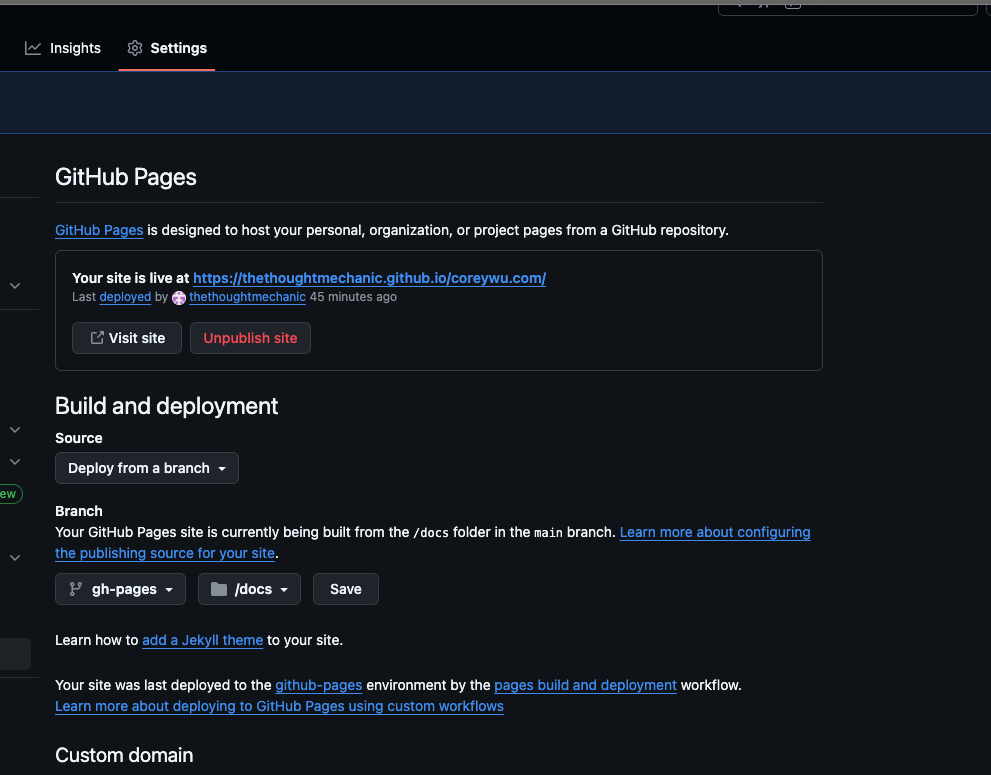 Insights
Settings
GitHub Pages
GitHub Pages is designed to host your personal, organization, or project pages from a GitHub repository.
Your site is live at https://thethoughtmechanic.github.io/coreywu.com/
Last deployed by thethoughtmechanic 45 minutes ago
Visit site
Unpublish site
Build and deployment
Source
Deploy from a branch
ew
Branch
Your GitHub Pages site is currently being built from the /docs folder in the main branch. Learn more about configuring
the publishing source for your site.
gh-pages
/docs
Save
Learn how to add a Jekyll theme to your site.
Your site was last deployed to the github-pages environment by the pages build and deployment workflow.
Learn more about deploying to GitHub Pages using custom workflows
Custom domain